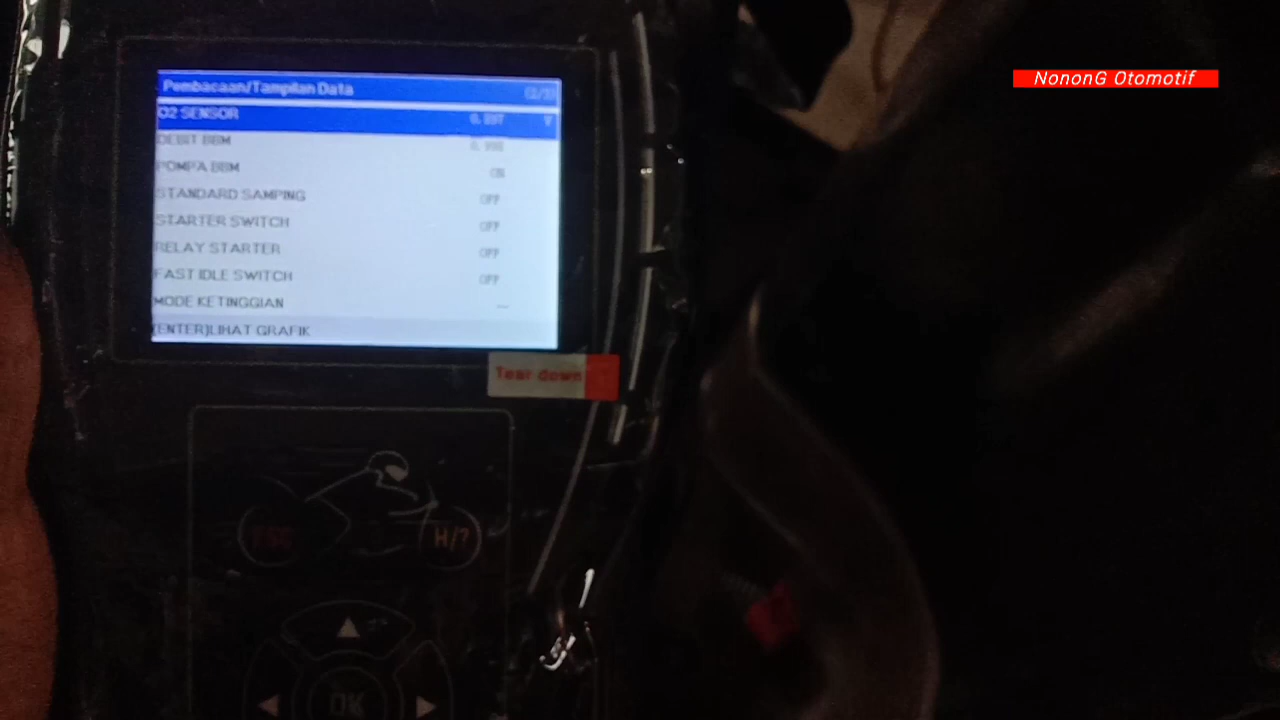 NononG Otomotif
Pembacaan/Tampilan Data
O2 SENSOR
DEBIT BBM
POMPA BBM ON
STANDARD SAMPING OFF
STARTER SWITCH OFF
RELAY STARTER OFF
FAST IDLE SWITCH OFF
MODE KETINGGIAN ---
[ENTER]LIHAT GRAFIK
Tear down
ESC
H/?
OK